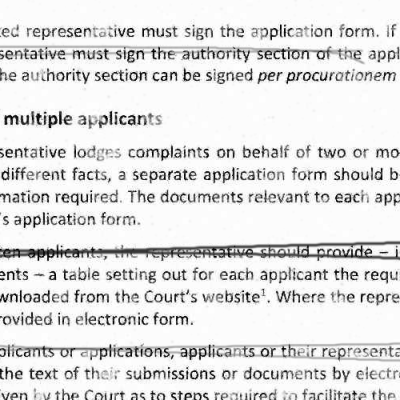 ed representative must sign the application form. If
sentative must sign the authority section of the appl
he authority section can be signed per procurationem
multiple applicants
sentative lodges complaints on behalf of two or mo
different facts, a separate application form should b
mation required. The documents relevant to each app
's application form.
en applicants, the representative should provide – i
ents – a table setting out for each applicant the requi
wnloaded from the Court's website¹. Where the repre
rovided in electronic form.
plicants or applications, applicants or their representa
the text of their submissions or documents by electr
iven by the Court as to steps required to facilitate the